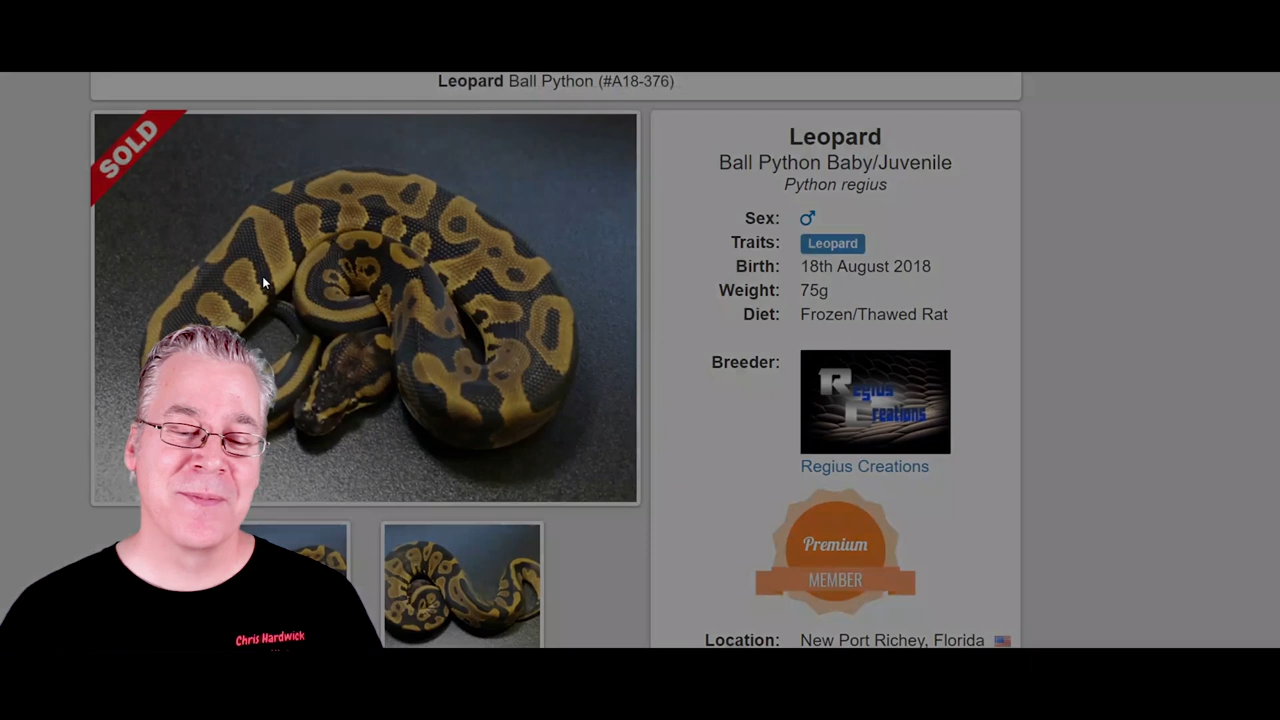 Leopard Ball Python (#A18-376)
SOLD
Leopard
Ball Python Baby/Juvenile
Python regius
Sex: ♂
Traits: Leopard
Birth: 18th August 2018
Weight: 75g
Diet: Frozen/Thawed Rat
Breeder:
Regius
Creations
Regius Creations
Premium
MEMBER
Location: New Port Richey, Florida
Chris Hardwick